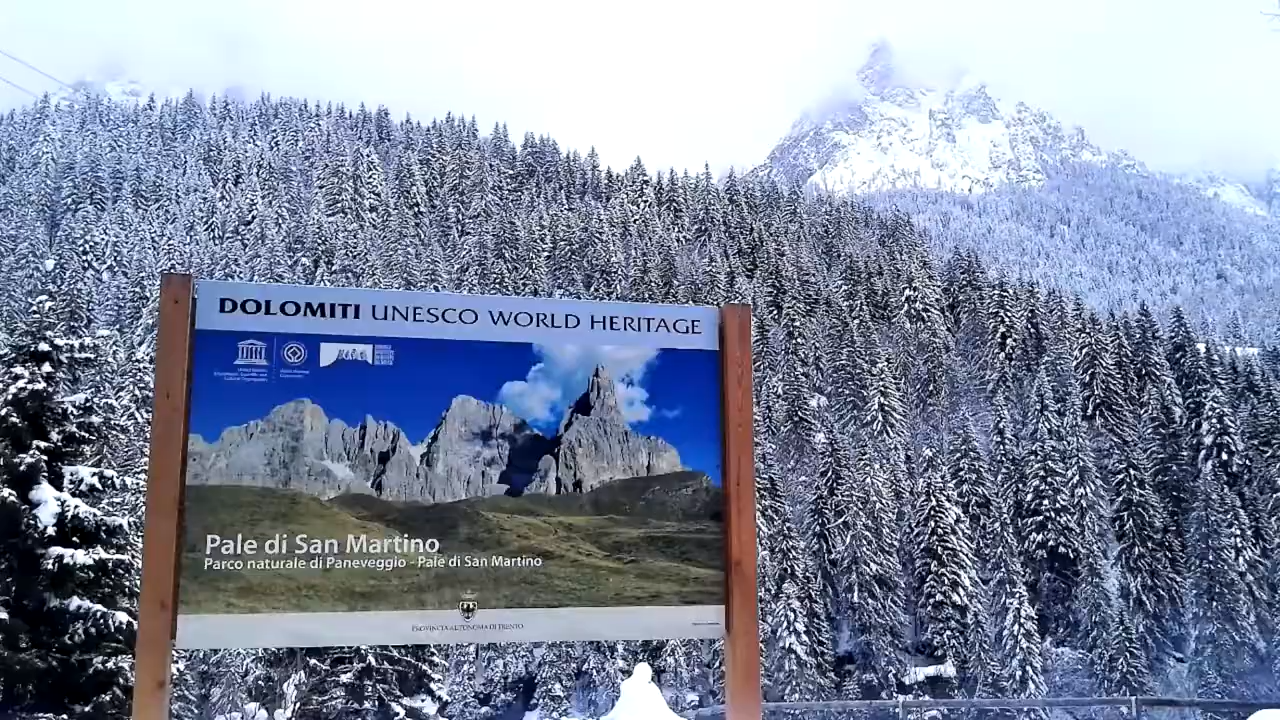 DOLOMITI UNESCO WORLD HERITAGE
Pale di San Martino
Parco naturale di Paneveggio - Pale di San Martino
PROVINCIA AUTONOMA DI TRENTO